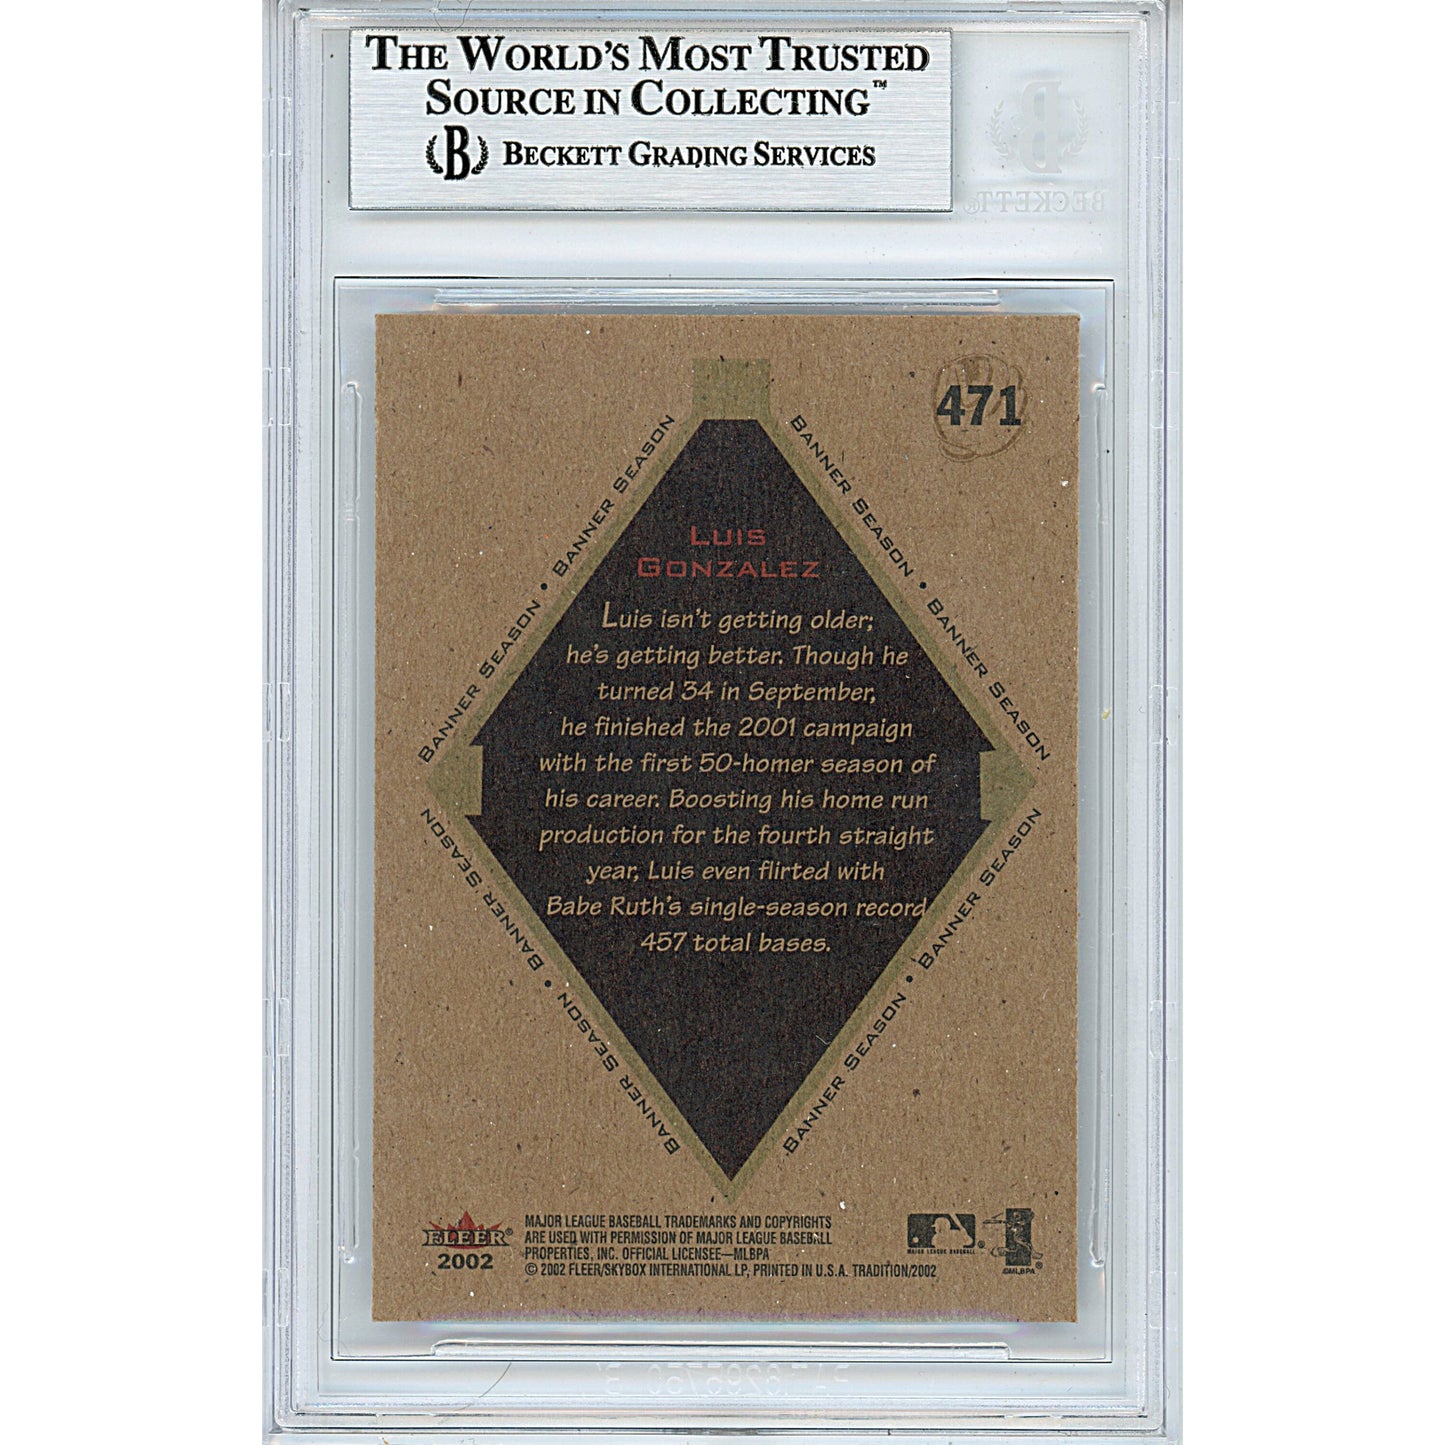 THE WORLD'S MOST TRUSTED
SOURCE IN COLLECTING™
B BECKETT GRADING SERVICES
BECKETT®
471
BANNER SEASON • BANNER SEASON
BANNER SEASON • BANNER SEASON
LUIS
GONZALEZ
Luis isn't getting older;
he's getting better. Though he
turned 34 in September,
he finished the 2001 campaign
with the first 50-homer season of
his career. Boosting his home run
production for the fourth straight
year, Luis even flirted with
Babe Ruth's single-season record
457 total bases.
BANNER SEASON • BANNER SEASON
BANNER SEASON • BANNER SEASON
FLEER®
2002
MAJOR LEAGUE BASEBALL TRADEMARKS AND COPYRIGHTS
ARE USED WITH PERMISSION OF MAJOR LEAGUE BASEBALL
PROPERTIES, INC. OFFICIAL LICENSEE—MLBPA
© 2002 FLEER/SKYBOX INTERNATIONAL LP, PRINTED IN U.S.A. TRADITION/2002
MAJOR LEAGUE BASEBALL®
©MLBPA®